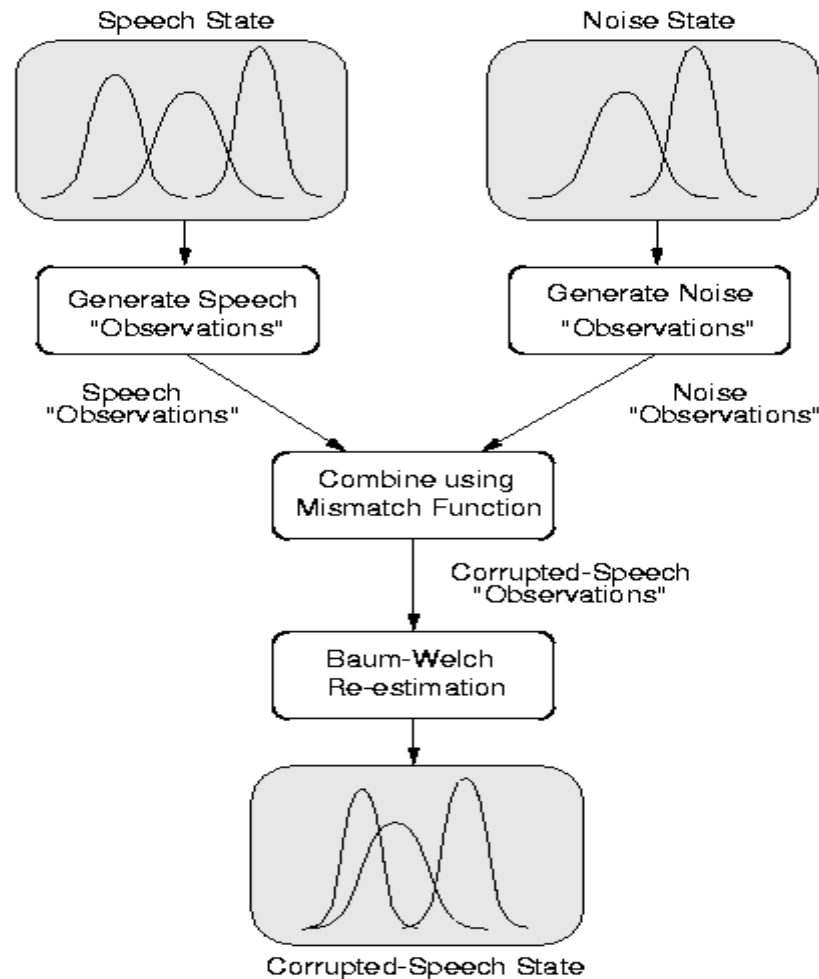 Speech State
Noise State
Generate Speech
"Observations"
Generate Noise
"Observations"
Speech
"Observations"
Noise
"Observations"
Combine using
Mismatch Function
Corrupted-Speech
"Observations"
Baum-Welch
Re-estimation
Corrupted-Speech State